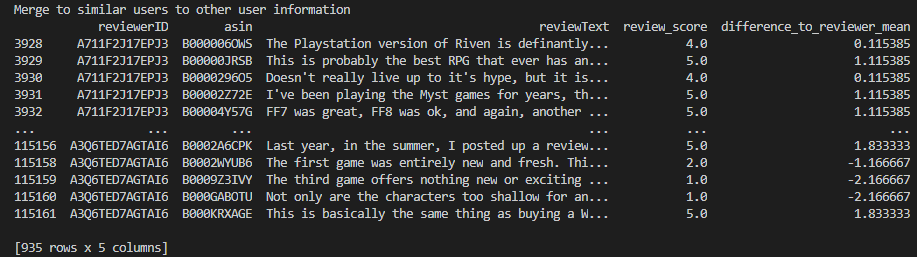 Merge to similar users to other user information
reviewerID asin reviewText review_score difference_to_reviewer_mean
3928 A711F2J17EPJ3 B000006OWS The Playstation version of Riven is definantly... 4.0 0.115385
3929 A711F2J17EPJ3 B00000JRSB This is probably the best RPG that ever has an... 5.0 1.115385
3930 A711F2J17EPJ3 B0000296O5 Doesn't really live up to it's hype, but it is... 4.0 0.115385
3931 A711F2J17EPJ3 B00002Z72E I've been playing the Myst games for years, th... 5.0 1.115385
3932 A711F2J17EPJ3 B00004Y57G FF7 was great, FF8 was ok, and again, another ... 5.0 1.115385
... ... ... ... ... ...
115156 A3Q6TED7AGTAI6 B0002A6CPK Last year, in the summer, I posted up a review... 5.0 1.833333
115158 A3Q6TED7AGTAI6 B0002WYUB6 The first game was entirely new and fresh. Thi... 2.0 -1.166667
115159 A3Q6TED7AGTAI6 B0009Z3IVY The third game offers nothing new or exciting ... 1.0 -2.166667
115160 A3Q6TED7AGTAI6 B000GABOTU Not only are the characters too shallow for an... 1.0 -2.166667
115161 A3Q6TED7AGTAI6 B000KRXAGE This is basically the same thing as buying a W... 5.0 1.833333
[935 rows x 5 columns]